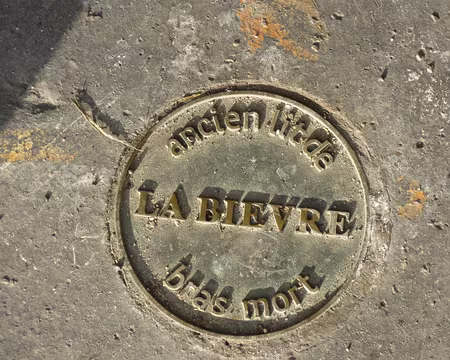 ancien lit de
LA BIEVRE
bras mort